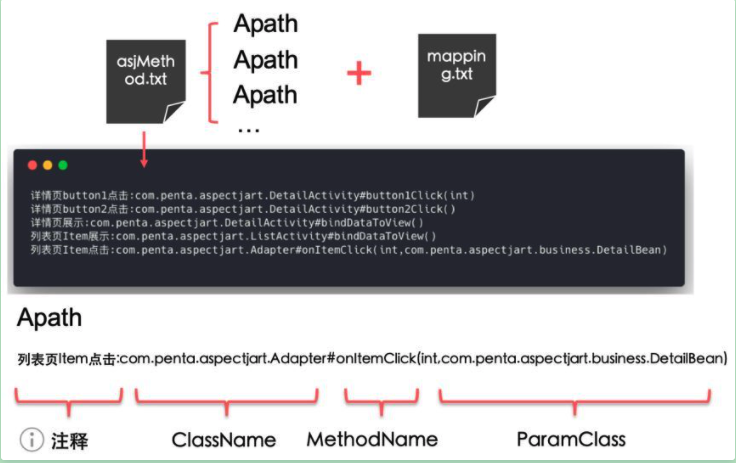 Apath
asjMeth
od.txt
Apath
mappin
g.txt
Apath
+
...
详情页button1点击:com.penta.aspectjart.DetailActivity#button1Click(int)
详情页button2点击:com.penta.aspectjart.DetailActivity#button2Click()
详情页展示:com.penta.aspectjart.DetailActivity#bindDataToView()
列表页Item展示:com.penta.aspectjart.ListActivity#bindDataToView()
列表页Item点击:com.penta.aspectjart.Adapter#onItemClick(int,com.penta.aspectjart.business.DetailBean)
Apath
列表页Item点击:com.penta.aspectjart.Adapter#onItemClick(int,com.penta.aspectjart.business.DetailBean)
注释 ClassName MethodName ParamClass